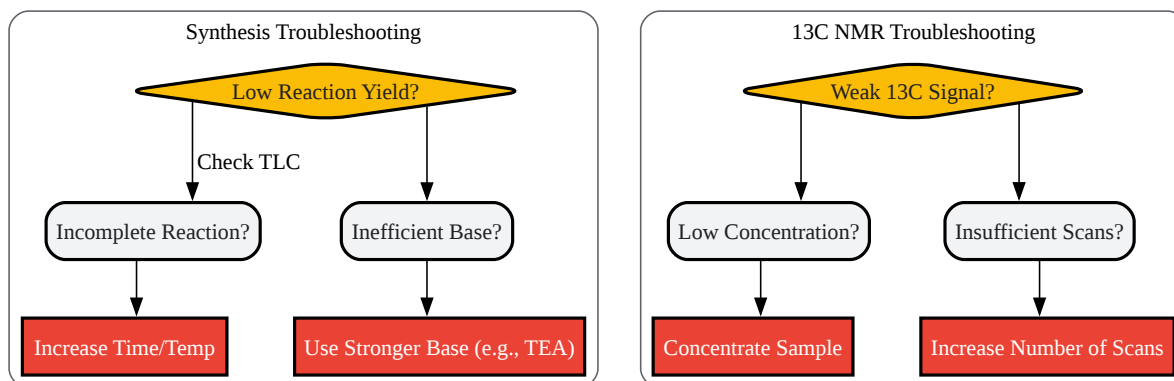 Synthesis Troubleshooting
Low Reaction Yield?
Check TLC
Incomplete Reaction?
Inefficient Base?
Increase Time/Temp
Use Stronger Base (e.g., TEA)
13C NMR Troubleshooting
Weak 13C Signal?
Low Concentration?
Insufficient Scans?
Concentrate Sample
Increase Number of Scans